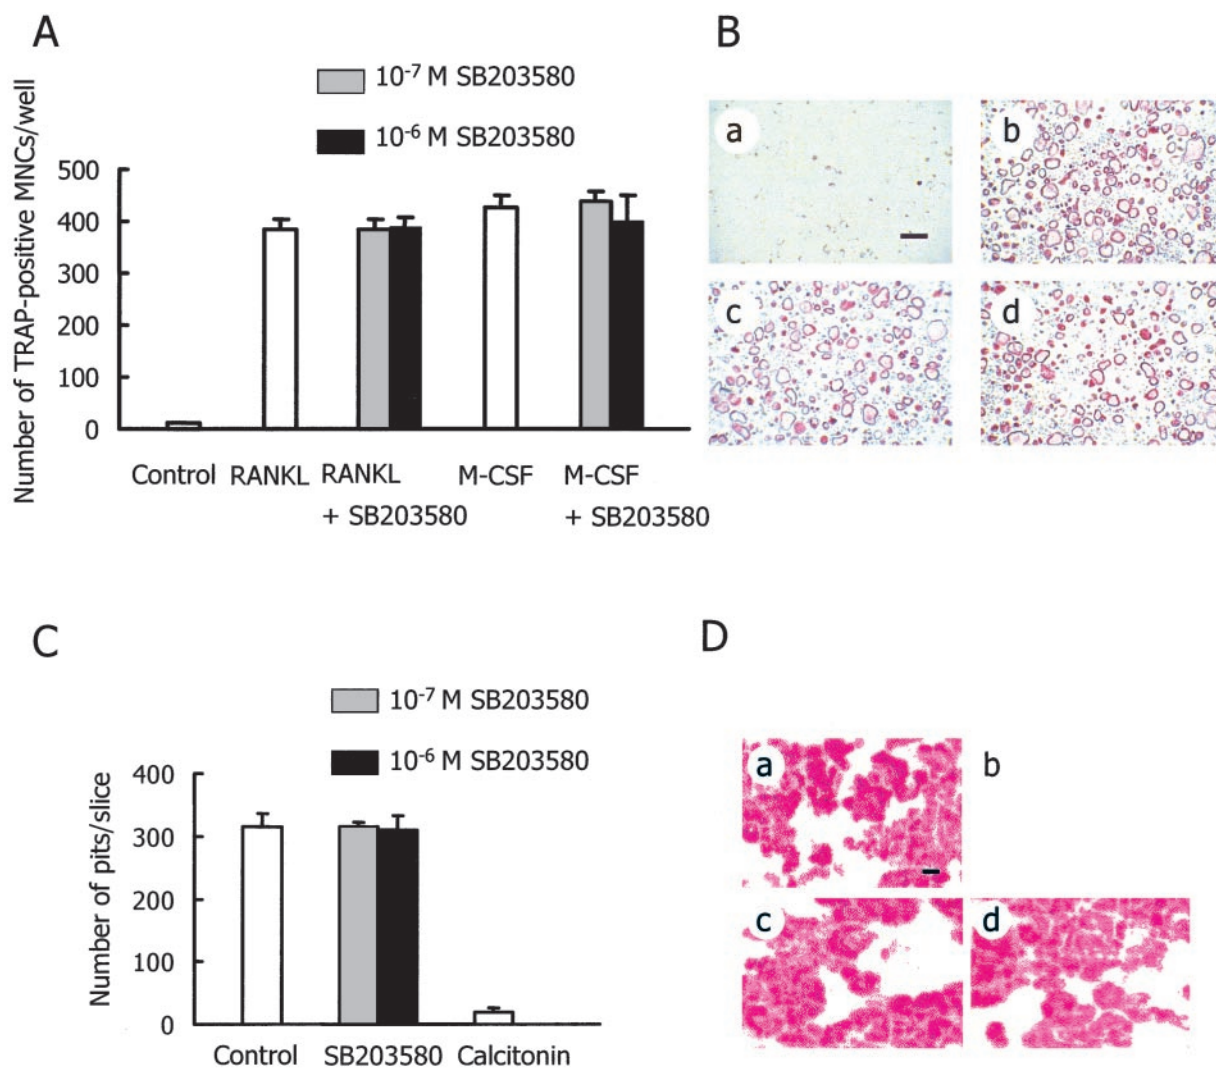 A
10-7 M SB203580
10-6 M SB203580
Number of TRAP-positive MNCs/well
500
400
300
200
100
0
Control
RANKL
RANKL
+ SB203580
M-CSF
M-CSF
+ SB203580
B
a
b
c
d
C
10-7 M SB203580
10-6 M SB203580
Number of pits/slice
400
300
200
100
0
Control
SB203580
Calcitonin
D
a
b
c
d